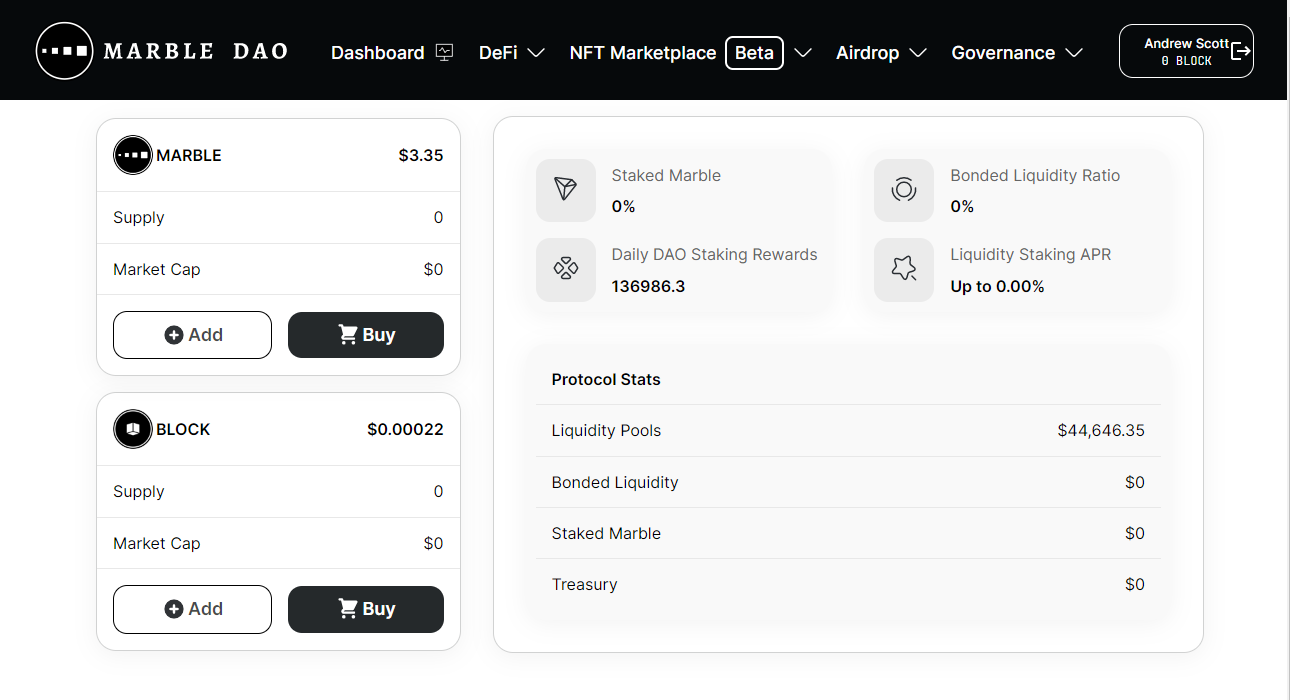 MARBLE DAO
Dashboard DeFi NFT Marketplace Beta Airdrop Governance
Andrew Scott
0 BLOCK
MARBLE $3.35
Supply 0
Market Cap $0
Add Buy
BLOCK $0.00022
Supply 0
Market Cap $0
Add Buy
Staked Marble
0%
Bonded Liquidity Ratio
0%
Daily DAO Staking Rewards
136986.3
Liquidity Staking APR
Up to 0.00%
Protocol Stats
Liquidity Pools $44,646.35
Bonded Liquidity $0
Staked Marble $0
Treasury $0